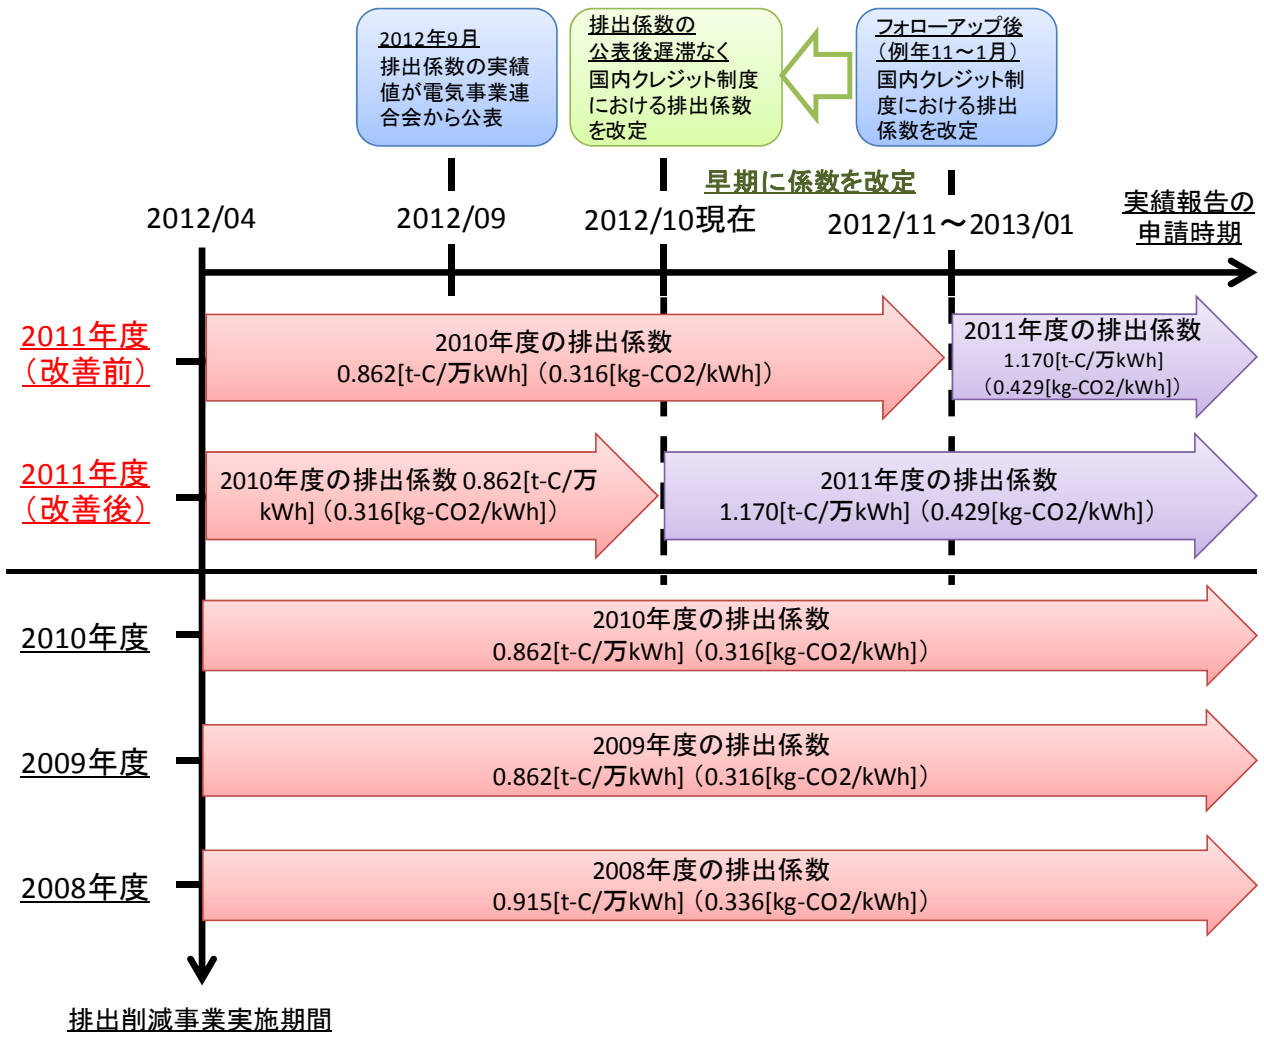 2012年9月
排出係数の実績
値が電気事業連
合会から公表
排出係数の
公表後遅滞なく
国内クレジット制度
における排出係数
を改定
フォローアップ後
（例年11～1月）
国内クレジット制
度における排出
係数を改定
早期に係数を改定
2012/04
2012/09
2012/10現在
2012/11～2013/01
実績報告の
申請時期
2011年度
（改善前）
2010年度の排出係数
0.862[t-C/万kWh]（0.316[kg-CO2/kWh]）
2011年度の排出係数
1.170[t-C/万kWh]
（0.429[kg-CO2/kWh]）
2011年度
（改善後）
2010年度の排出係数 0.862[t-C/万
kWh]（0.316[kg-CO2/kWh]）
2011年度の排出係数
1.170[t-C/万kWh]（0.429[kg-CO2/kWh]）
2010年度
2010年度の排出係数
0.862[t-C/万kWh]（0.316[kg-CO2/kWh]）
2009年度
2009年度の排出係数
0.862[t-C/万kWh]（0.316[kg-CO2/kWh]）
2008年度
2008年度の排出係数
0.915[t-C/万kWh]（0.336[kg-CO2/kWh]）
排出削減事業実施期間